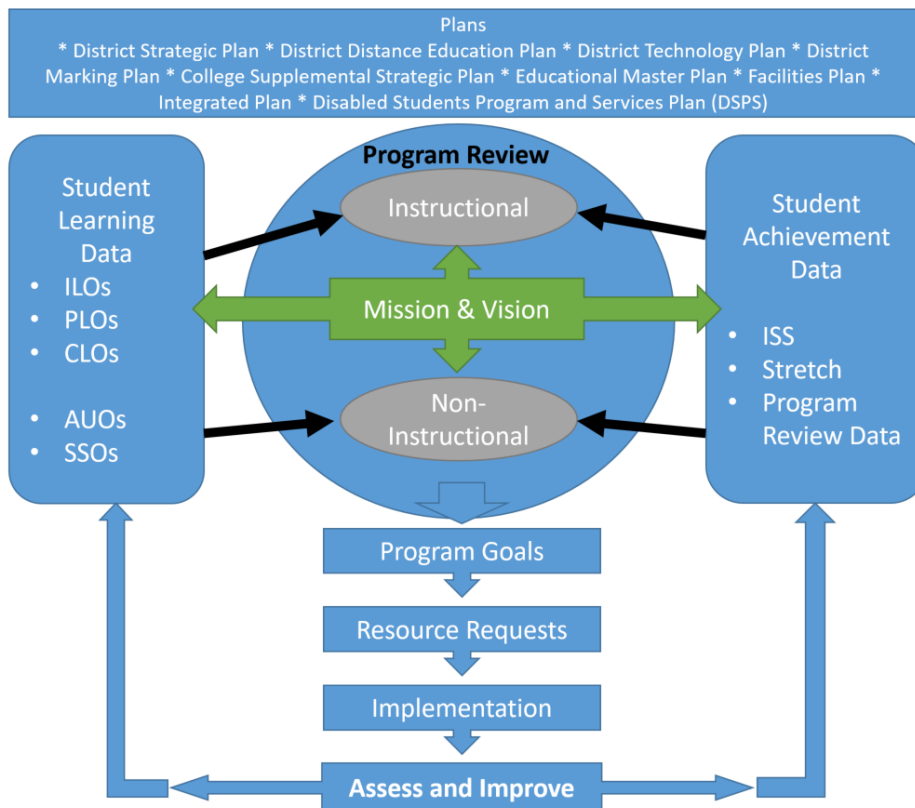 Plans
* District Strategic Plan * District Distance Education Plan * District Technology Plan * District
Marking Plan * College Supplemental Strategic Plan * Educational Master Plan * Facilities Plan *
Integrated Plan * Disabled Students Program and Services Plan (DSPS)
Program Review
Student
Learning
Data
• ILOs
• PLOs
• CLOs
• AUOs
• SSOs
Instructional
Mission & Vision
Non-
Instructional
Student
Achievement
Data
• ISS
• Stretch
• Program
Review Data
Program Goals
Resource Requests
Implementation
Assess and Improve